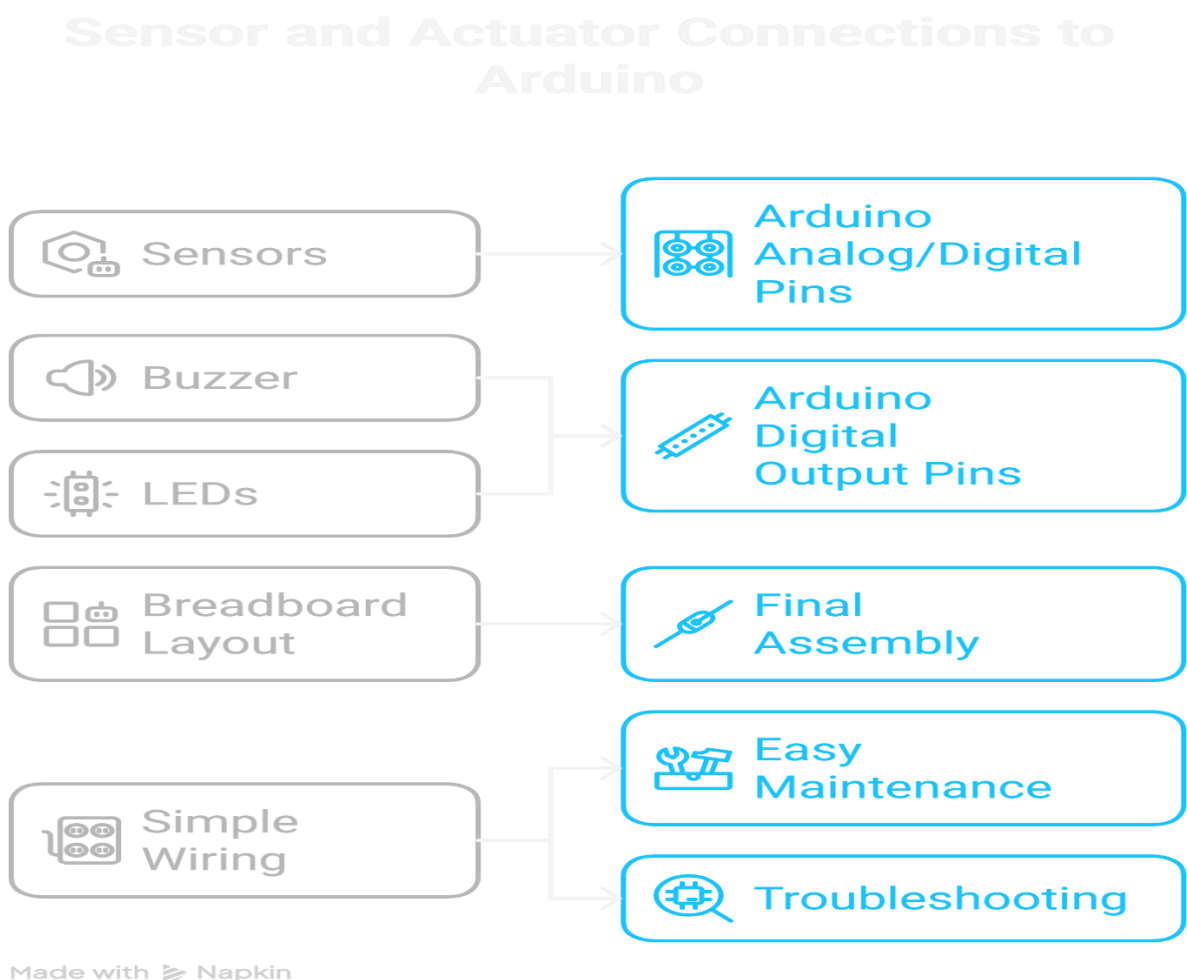 Sensor and Actuator Connections to
Arduino
Sensors
Arduino
Analog/Digital
Pins
Buzzer
LEDs
Arduino
Digital
Output Pins
Breadboard
Layout
Final
Assembly
Simple
Wiring
Easy
Maintenance
Troubleshooting
Made with Napkin